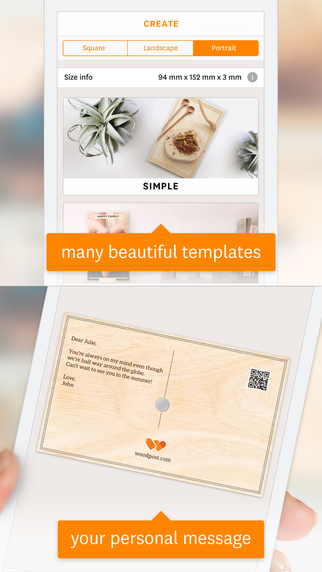 CREATE
Square
Landscape
Portrait
Size info
94 mm x 152 mm x 3 mm
i
SIMPLE
HAPPY FAMILY
many beautiful templates
Dear Julie,
You're always on my mind even though
we're half way around the globe.
Can't wait to see you in the summer!
Love,
John
woodpost.com
your personal message